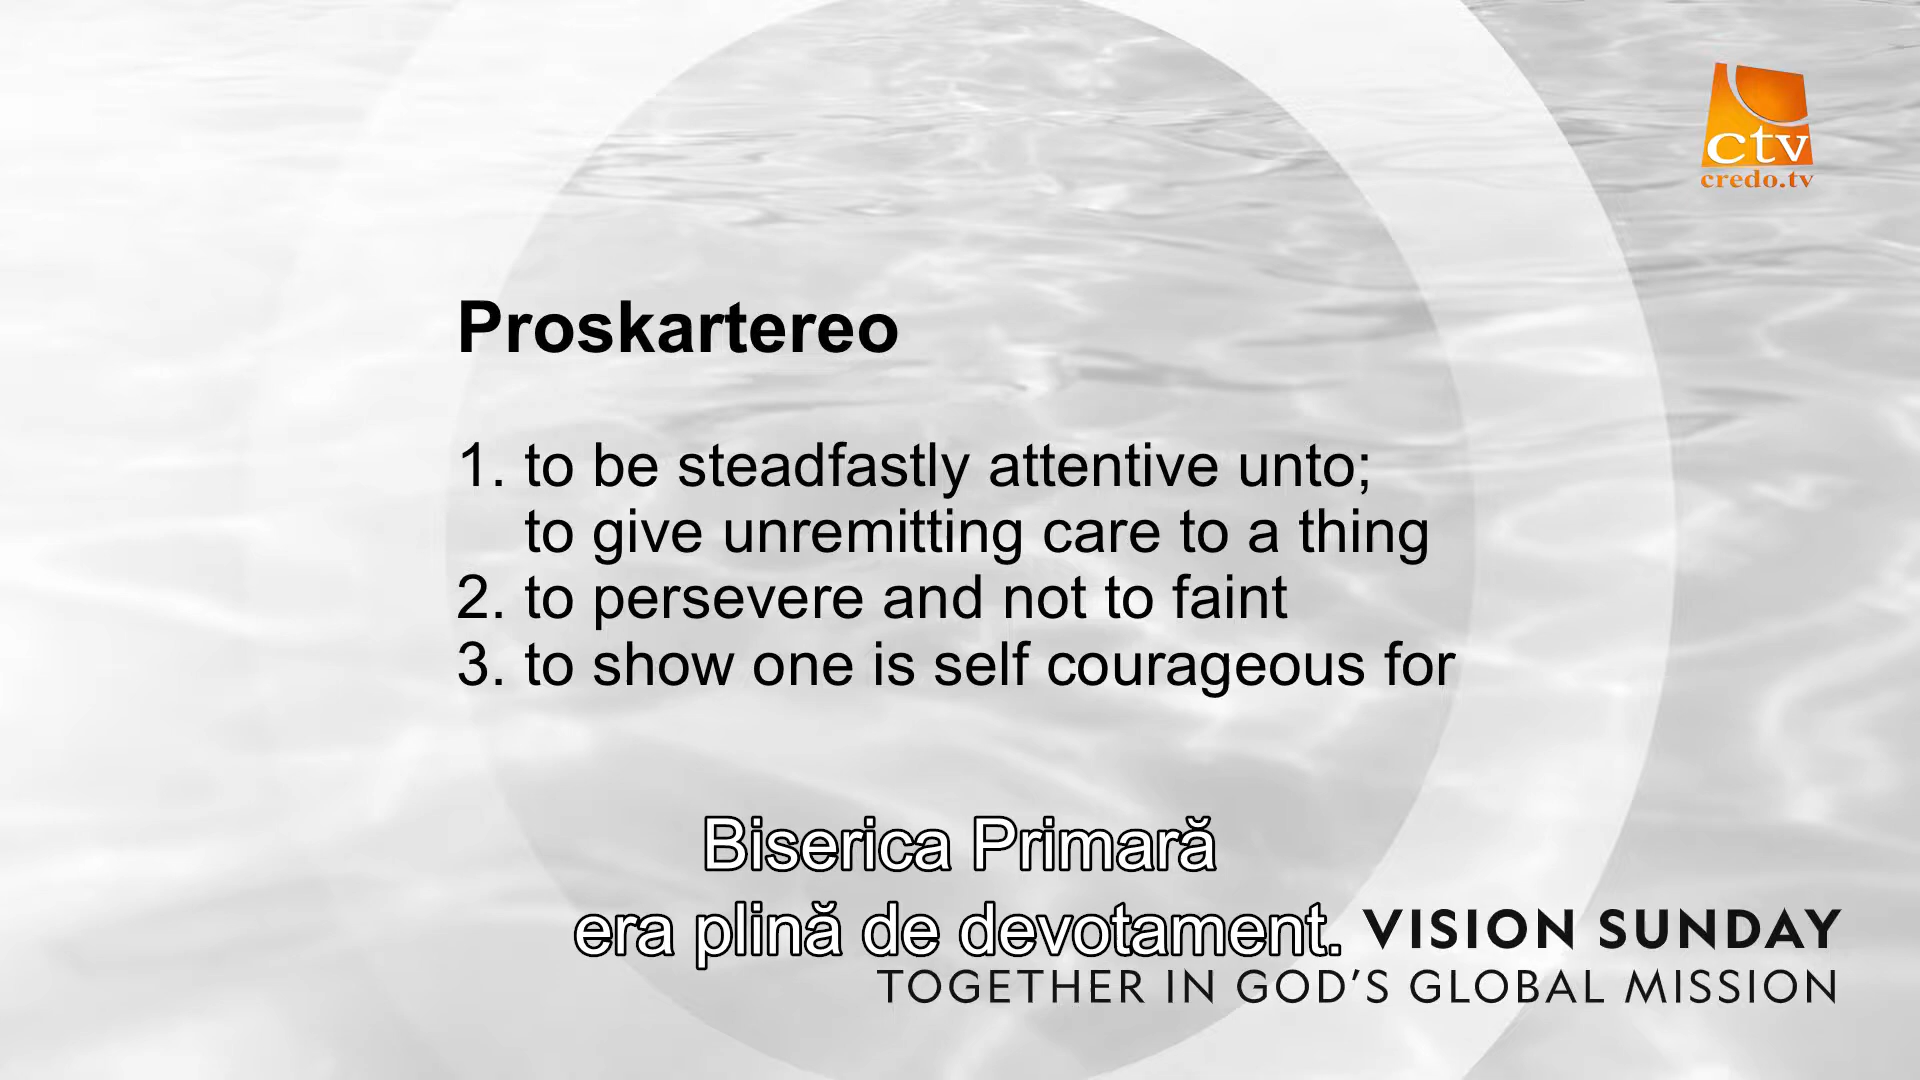 ctv
credo.tv
Proskartereo
1. to be steadfastly attentive unto;
to give unremitting care to a thing
2. to persevere and not to faint
3. to show one is self courageous for
Biserica Primară
era plină de devotament.
VISION SUNDAY
TOGETHER IN GOD’S GLOBAL MISSION